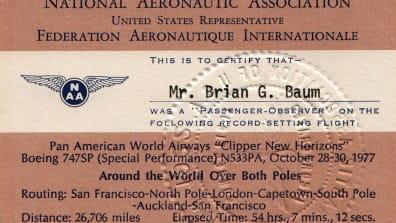 NATIONAL AERONAUTIC ASSOCIATION
UNITED STATES REPRESENTATIVE
FEDERATION AERONAUTIQUE INTERNATIONALE
THIS IS TO CERTIFY THAT—
N
AA
Mr. Brian G. Baum
WAS A "PASSENGER-OBSERVER" ON THE
FOLLOWING RECORD-SETTING FLIGHT:
Pan American World Airways "Clipper New Horizons"
Boeing 747SP (Special Performance) N533PA, October 28-30, 1977
Around the World Over Both Poles
Routing: San Francisco-North Pole-London-Capetown-South Pole
-Auckland-San Francisco
Distance: 26,706 miles Elapsed Time: 54 hrs., 7 mins., 12 secs.